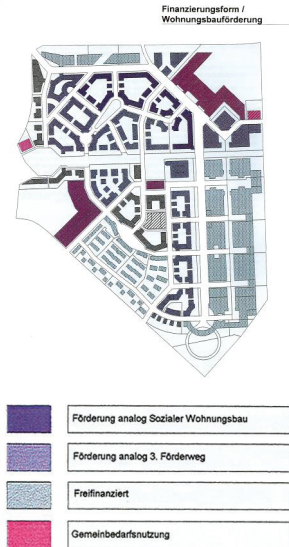 Finanzierungsform /
Wohnungsbauförderung
Förderung analog Sozialer Wohnungsbau
Förderung analog 3. Förderweg
Freifinanziert
Gemeinbedarfsnutzung